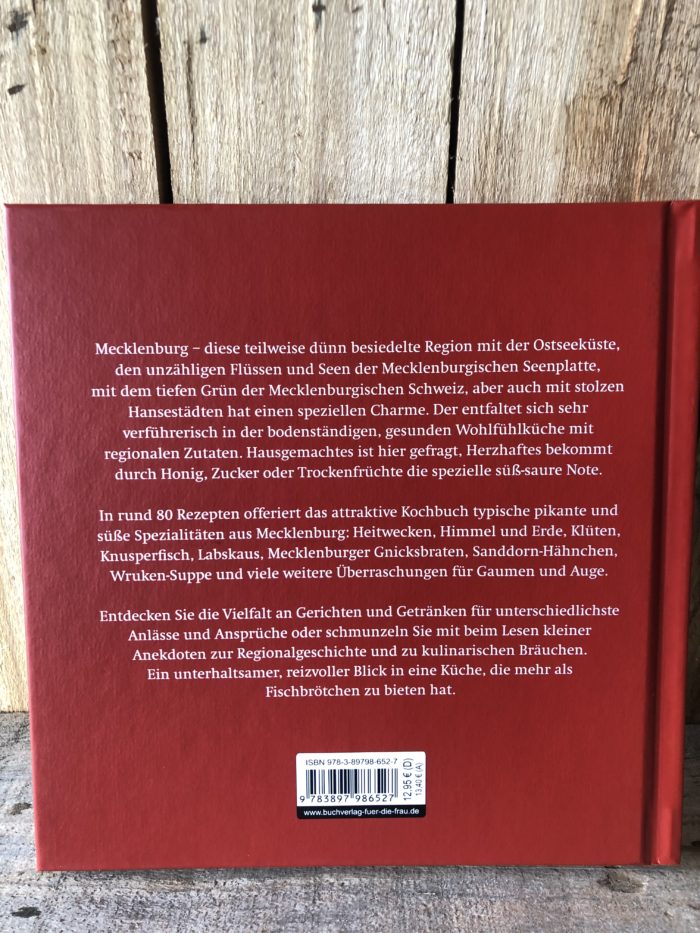 Mecklenburg – diese teilweise dünn besiedelte Region mit der Ostseeküste,
den unzähligen Flüssen und Seen der Mecklenburgischen Seenplatte,
mit dem tiefen Grün der Mecklenburgischen Schweiz, aber auch mit stolzen
Hansestädten hat einen speziellen Charme. Der entfaltet sich sehr
verführerisch in der bodenständigen, gesunden Wohlfühlküche mit
regionalen Zutaten. Hausgemachtes ist hier gefragt, Herzhaftes bekommt
durch Honig, Zucker oder Trockenfrüchte die spezielle süß-saure Note.
In rund 80 Rezepten offeriert das attraktive Kochbuch typische pikante und
süße Spezialitäten aus Mecklenburg: Heitwecken, Himmel und Erde, Klüten,
Knusperfisch, Labskaus, Mecklenburger Gnicksbraten, Sanddorn-Hähnchen,
Wruken-Suppe und viele weitere Überraschungen für Gaumen und Auge.
Entdecken Sie die Vielfalt an Gerichten und Getränken für unterschiedlichste
Anlässe und Ansprüche oder schmunzeln Sie mit beim Lesen kleiner
Anekdoten zur Regionalgeschichte und zu kulinarischen Bräuchen.
Ein unterhaltsamer, reizvoller Blick in eine Küche, die mehr als
Fischbrötchen zu bieten hat.
ISBN 978-3-89798-652-7
9 783897 986527
12,95 € (D)
13,40 € (A)
www.buchverlag-fuer-die-frau.de